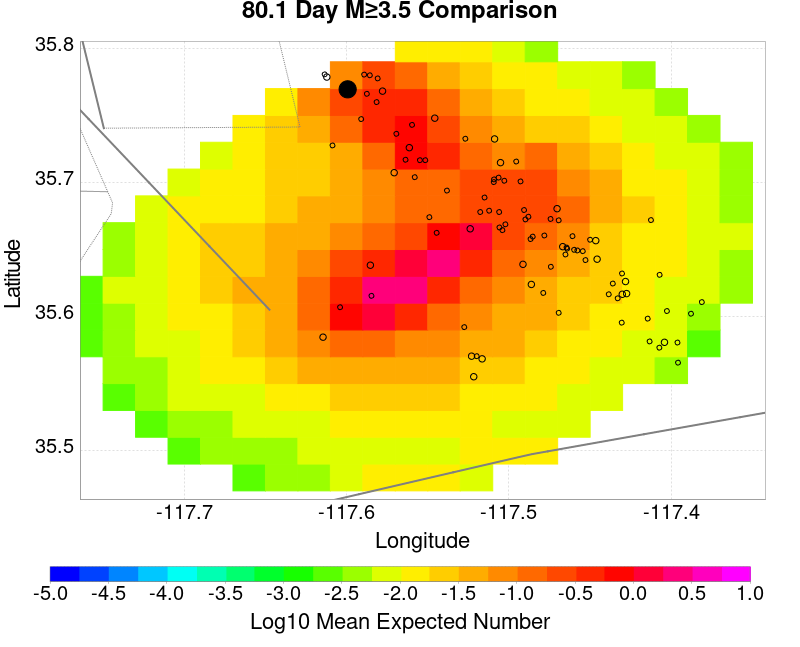 80.1 Day M≥3.5 Comparison
35.8
35.7
35.6
35.5
Latitude
-117.7 -117.6 -117.5 -117.4
Longitude
-5.0 -4.5 -4.0 -3.5 -3.0 -2.5 -2.0 -1.5 -1.0 -0.5 0.0 0.5 1.0
Log10 Mean Expected Number